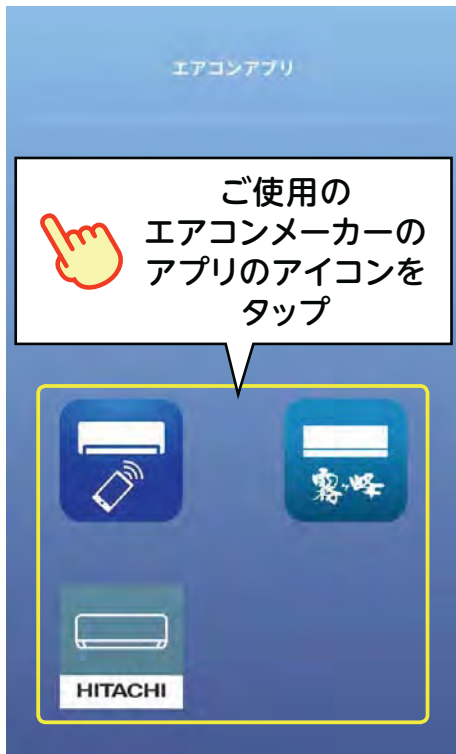 エアコンアプリ
ご使用の
エアコンメーカーの
アプリのアイコンを
タップ
霧ヶ峰
HITACHI